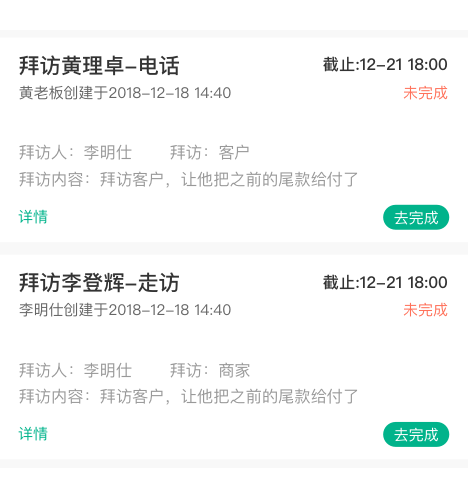 拜访黄理卓-电话 截止:12-21 18:00
黄老板创建于2018-12-18 14:40 未完成
拜访人：李明仕 拜访：客户
拜访内容：拜访客户，让他把之前的尾款给付了
详情 去完成
拜访李登辉-走访 截止:12-21 18:00
李明仕创建于2018-12-18 14:40 未完成
拜访人：李明仕 拜访：商家
拜访内容：拜访客户，让他把之前的尾款给付了
详情 去完成